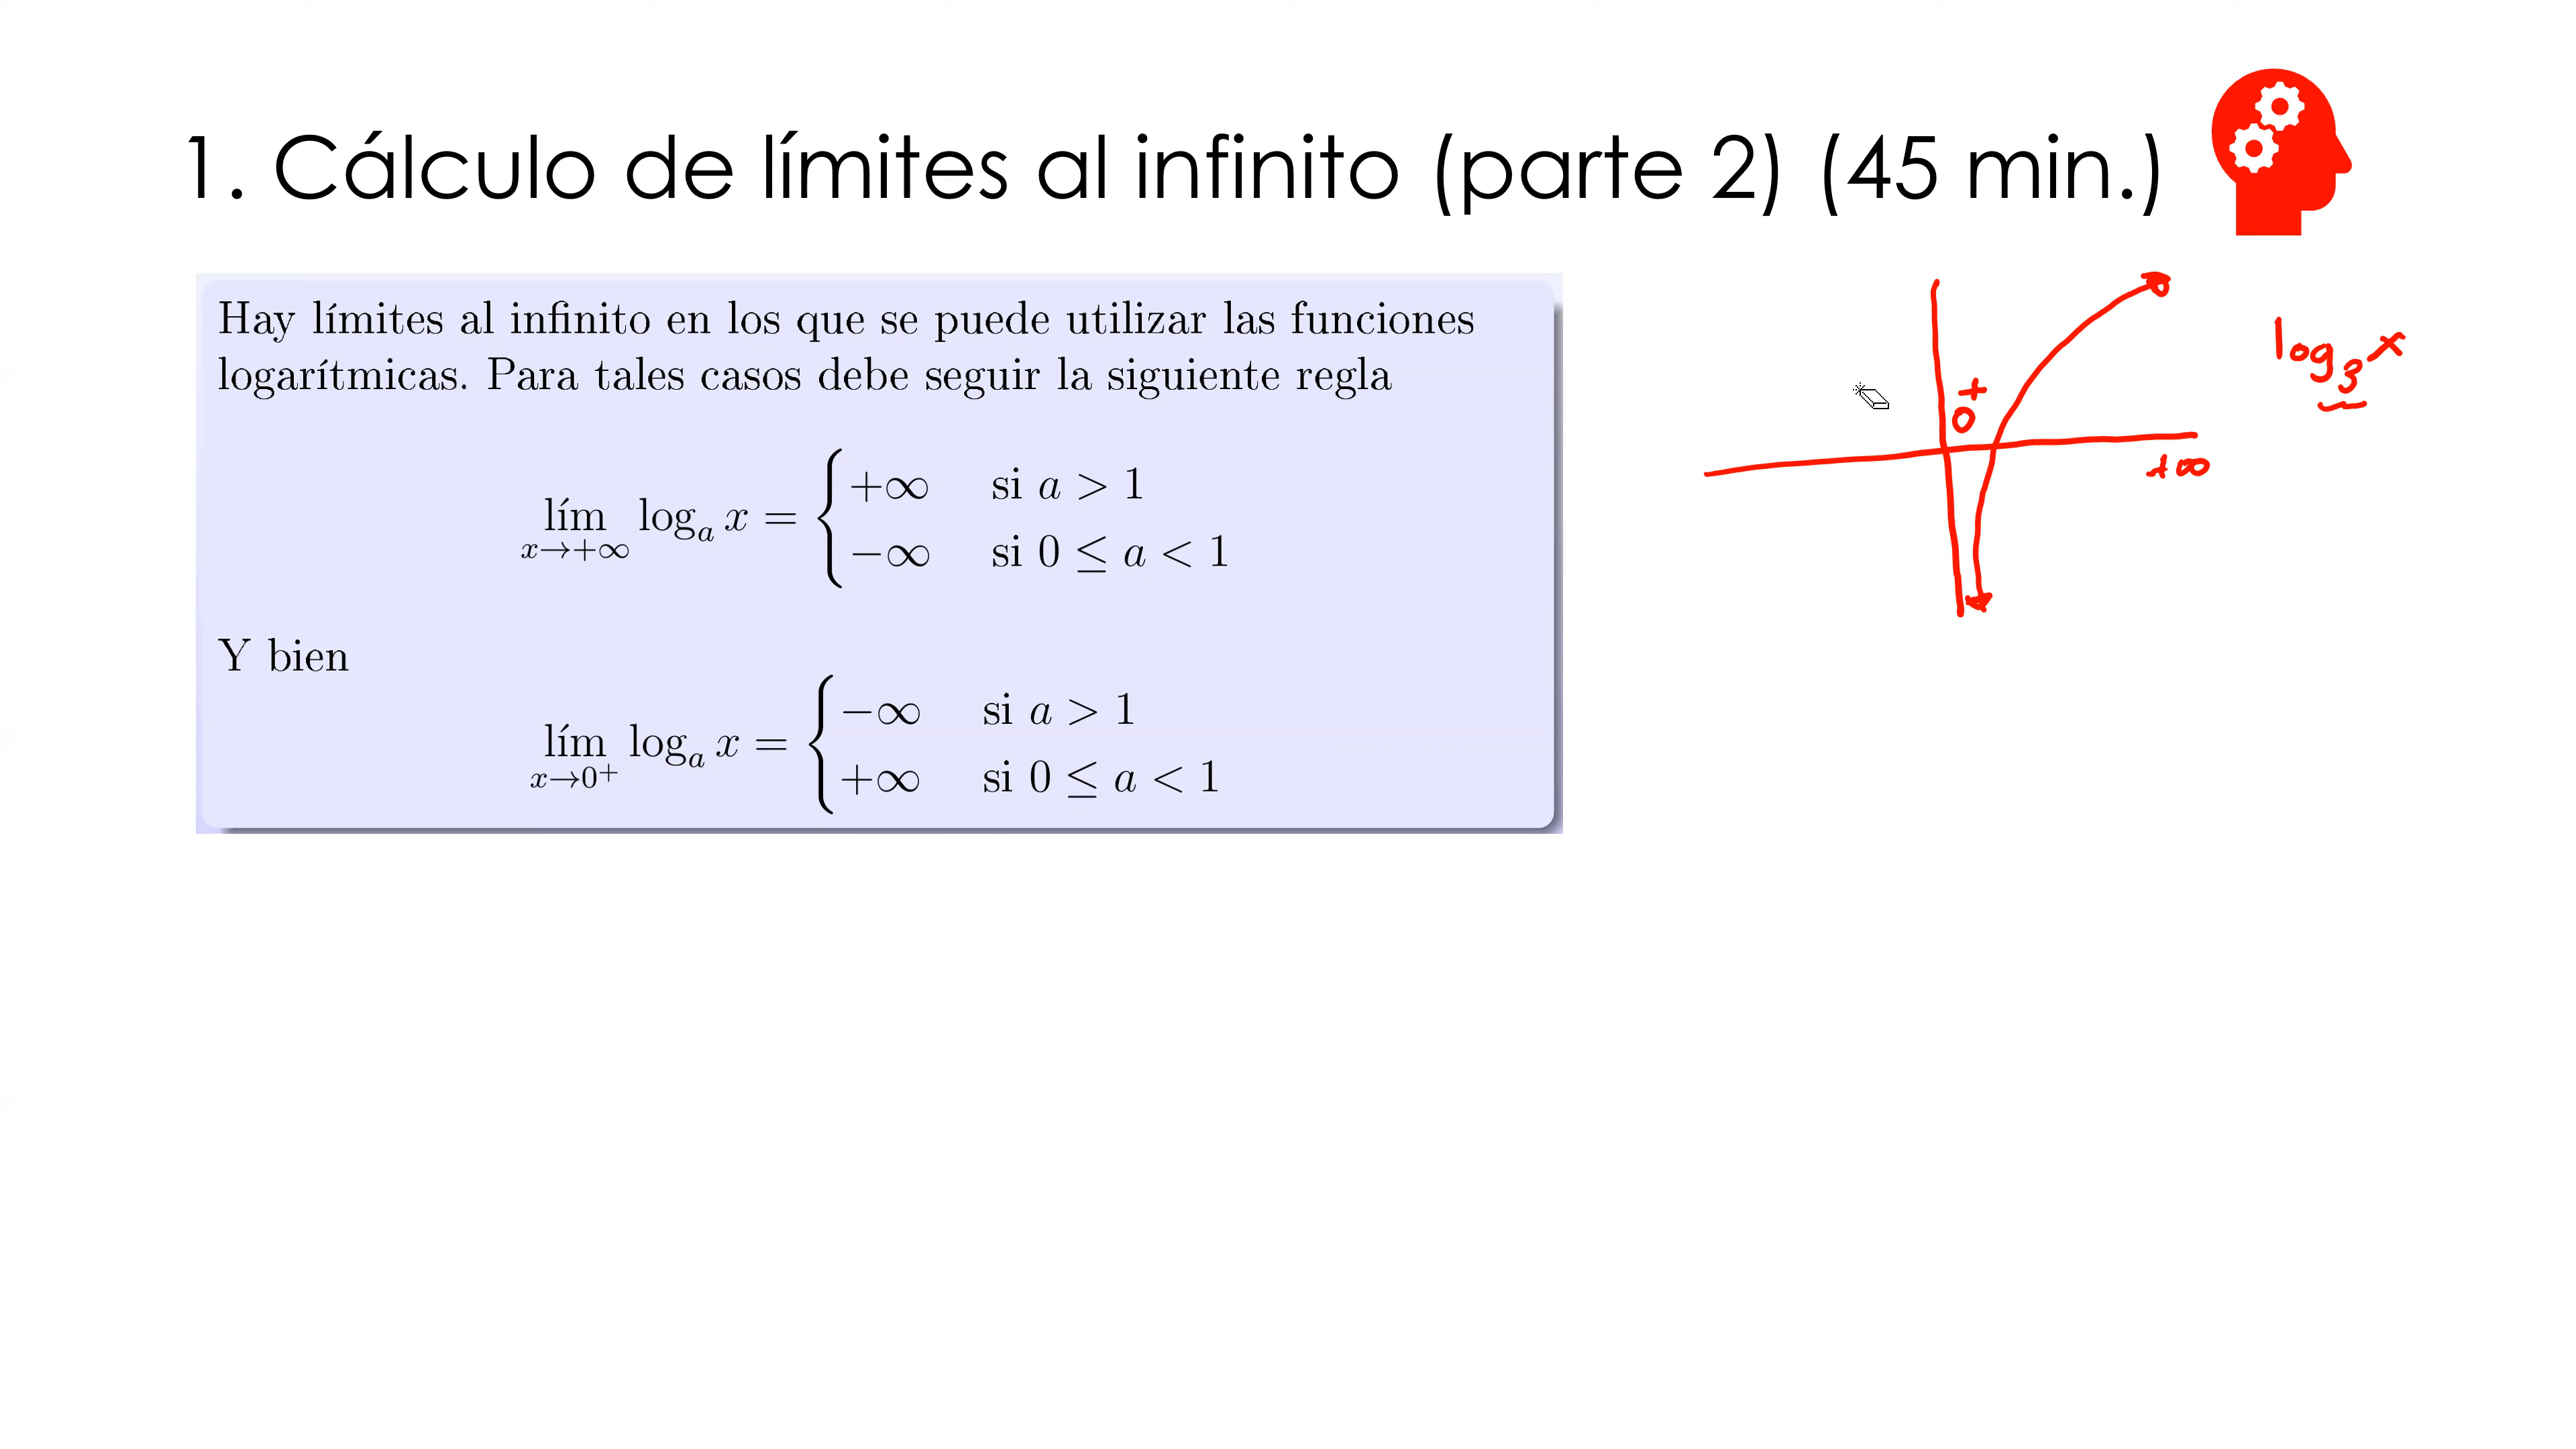 1. Cálculo de límites al infinito (parte 2) (45 min.)
Hay límites al infinito en los que se puede utilizar las funciones
logarítmicas. Para tales casos debe seguir la siguiente regla
lím x→+∞ log_a x = { +∞ si a > 1
−∞ si 0 ≤ a < 1
Y bien
lím x→0⁺ log_a x = { −∞ si a > 1
+∞ si 0 ≤ a < 1
log₃ x
0⁺
+∞